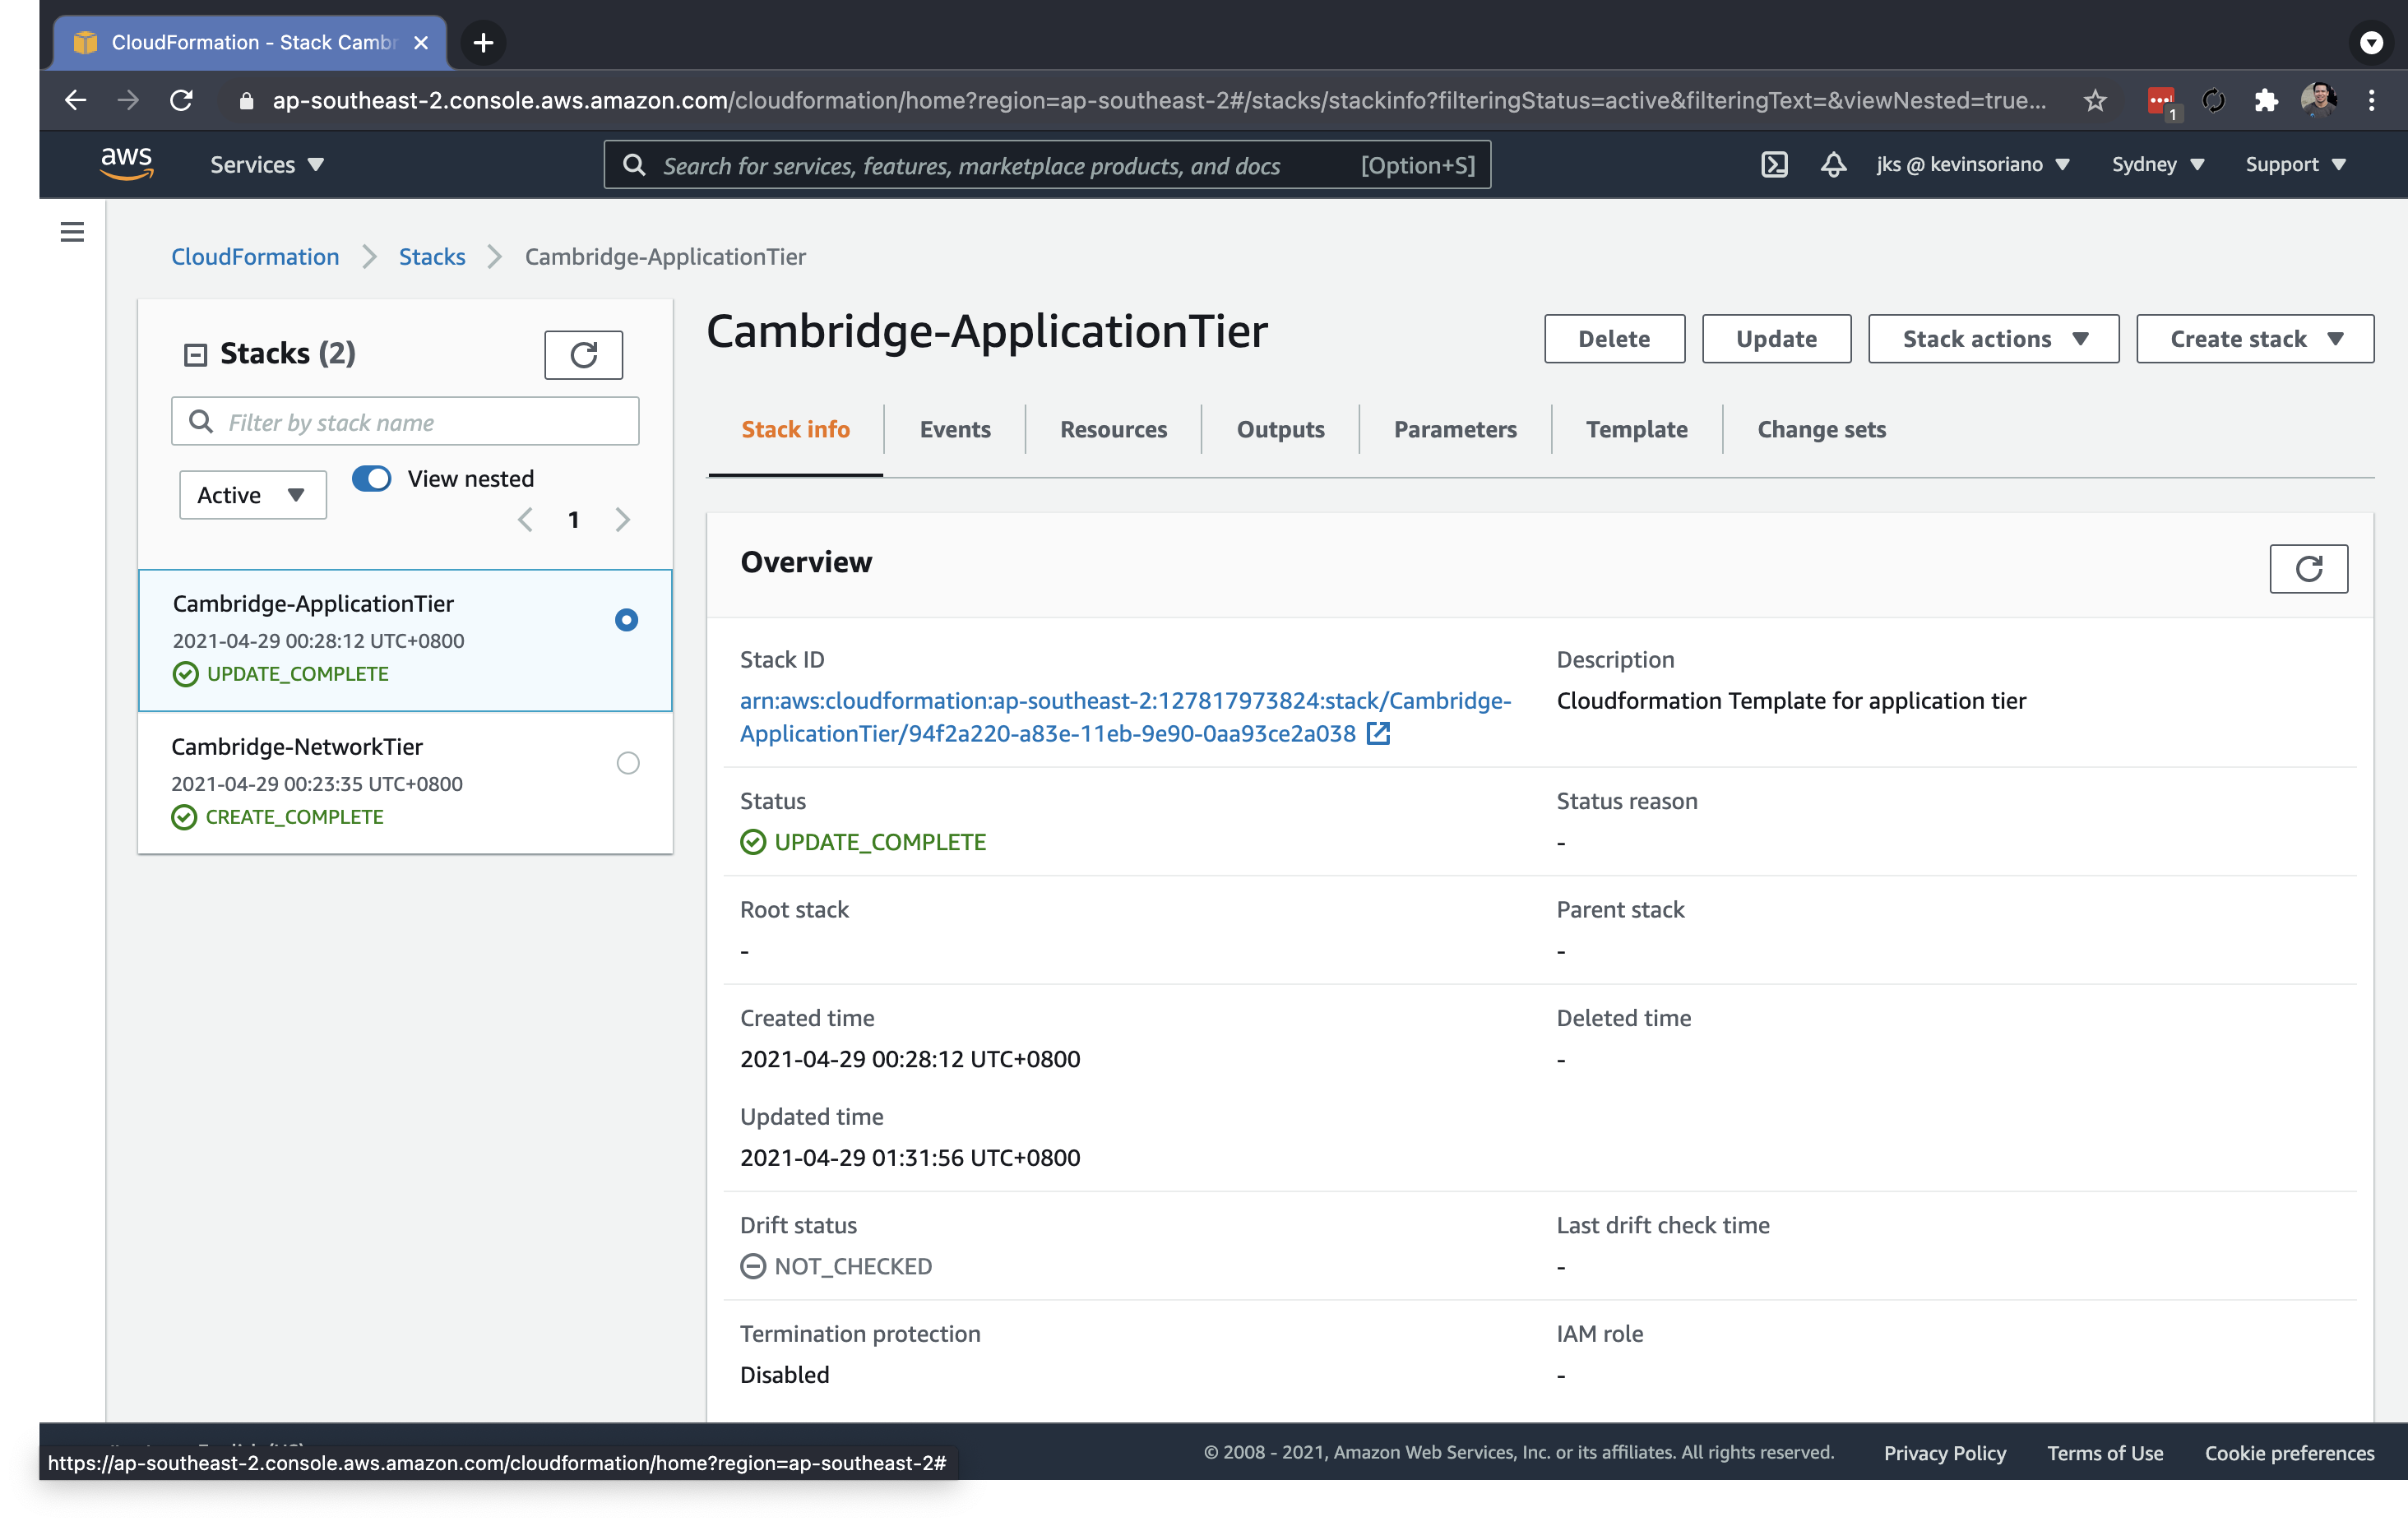 CloudFormation - Stack Cambr
ap-southeast-2.console.aws.amazon.com/cloudformation/home?region=ap-southeast-2#/stacks/stackinfo?filteringStatus=active&filteringText=&viewNested=true...
1
aws
Services
Search for services, features, marketplace products, and docs
[Option+S]
jks @ kevinsoriano
Sydney
Support
CloudFormation
Stacks
Cambridge-ApplicationTier
Stacks (2)
Filter by stack name
Active
View nested
1
Cambridge-ApplicationTier
2021-04-29 00:28:12 UTC+0800
UPDATE_COMPLETE
Cambridge-NetworkTier
2021-04-29 00:23:35 UTC+0800
CREATE_COMPLETE
Cambridge-ApplicationTier
Delete
Update
Stack actions
Create stack
Stack info
Events
Resources
Outputs
Parameters
Template
Change sets
Overview
Stack ID
arn:aws:cloudformation:ap-southeast-2:127817973824:stack/Cambridge-
ApplicationTier/94f2a220-a83e-11eb-9e90-0aa93ce2a038
Description
Cloudformation Template for application tier
Status
UPDATE_COMPLETE
Status reason
-
Root stack
-
Parent stack
-
Created time
2021-04-29 00:28:12 UTC+0800
Deleted time
-
Updated time
2021-04-29 01:31:56 UTC+0800
Drift status
NOT_CHECKED
Last drift check time
-
Termination protection
Disabled
IAM role
-
© 2008 - 2021, Amazon Web Services, Inc. or its affiliates. All rights reserved.
Privacy Policy
Terms of Use
Cookie preferences
https://ap-southeast-2.console.aws.amazon.com/cloudformation/home?region=ap-southeast-2#